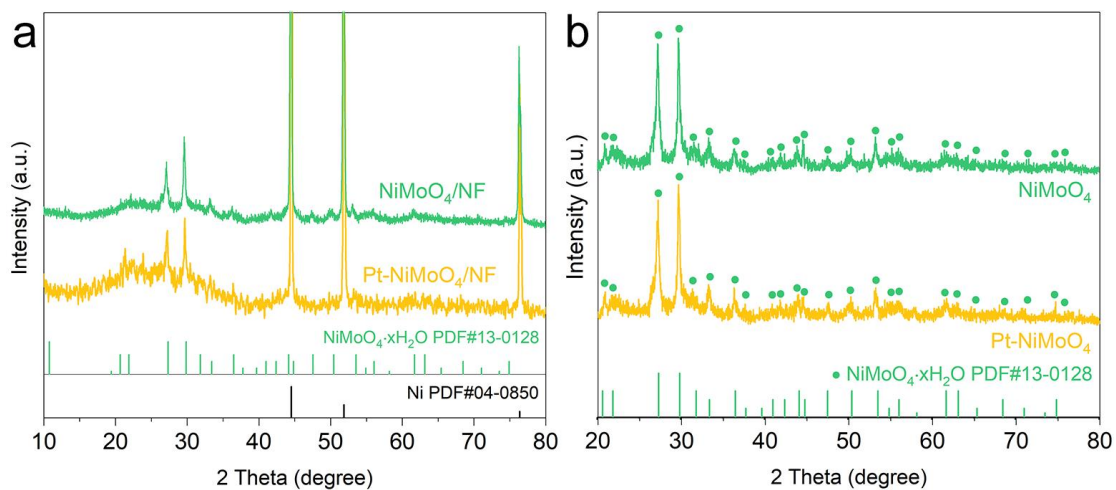 a
Intensity (a.u.)
NiMoO₄/NF
Pt-NiMoO₄/NF
NiMoO₄·xH₂O PDF#13-0128
Ni PDF#04-0850
10 20 30 40 50 60 70 80
2 Theta (degree)
b
Intensity (a.u.)
NiMoO₄
Pt-NiMoO₄
NiMoO₄·xH₂O PDF#13-0128
20 30 40 50 60 70 80
2 Theta (degree)